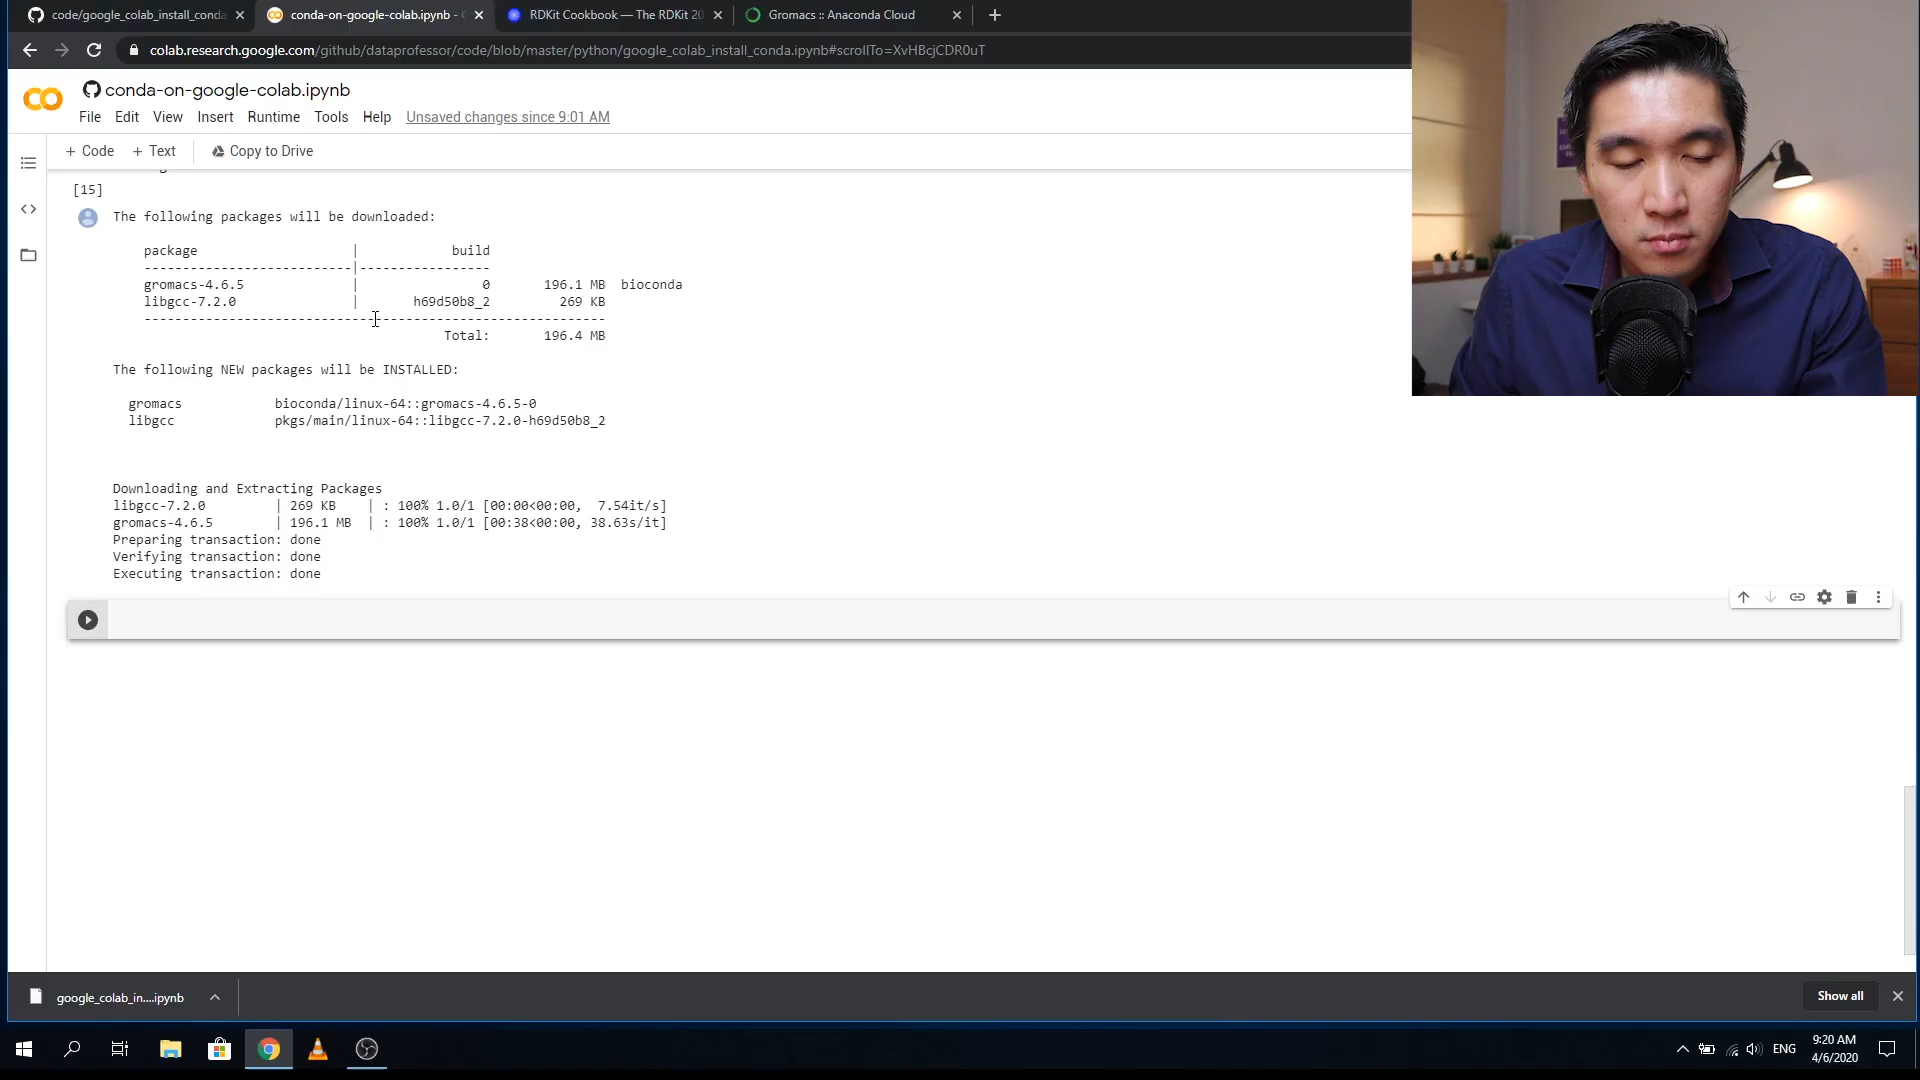 code/google_colab_install_conda
conda-on-google-colab.ipynb -
RDKit Cookbook — The RDKit 20
Gromacs :: Anaconda Cloud
colab.research.google.com/github/dataprofessor/code/blob/master/python/google_colab_install_conda.ipynb#scrollTo=XvHBcjCDR0uT
conda-on-google-colab.ipynb
File Edit View Insert Runtime Tools Help Unsaved changes since 9:01 AM
+ Code + Text Copy to Drive
[15]
The following packages will be downloaded:
package | build
---------------------------|-----------------
gromacs-4.6.5 | 0 196.1 MB bioconda
libgcc-7.2.0 | h69d50b8_2 269 KB
------------------------------------------------------------
Total: 196.4 MB
The following NEW packages will be INSTALLED:
gromacs bioconda/linux-64::gromacs-4.6.5-0
libgcc pkgs/main/linux-64::libgcc-7.2.0-h69d50b8_2
Downloading and Extracting Packages
libgcc-7.2.0 | 269 KB | : 100% 1.0/1 [00:00<00:00, 7.54it/s]
gromacs-4.6.5 | 196.1 MB | : 100% 1.0/1 [00:38<00:00, 38.63s/it]
Preparing transaction: done
Verifying transaction: done
Executing transaction: done
google_colab_in....ipynb
Show all
ENG
9:20 AM
4/6/2020